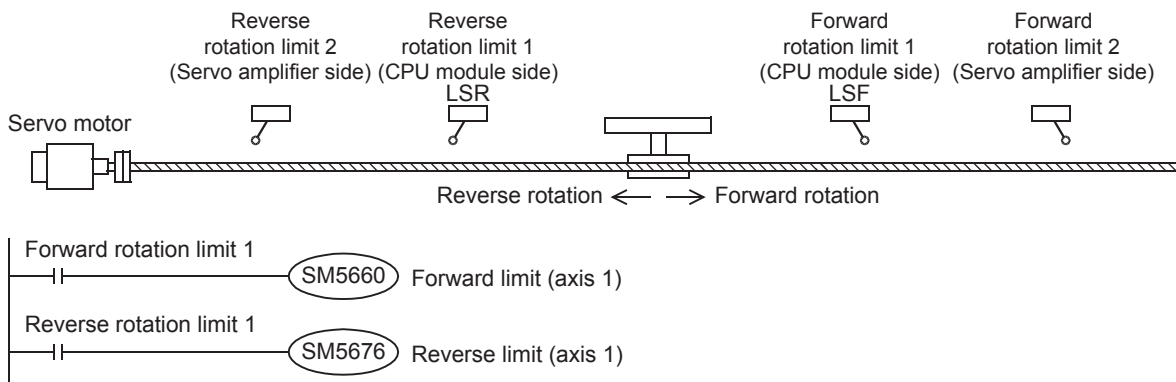 Reverse
rotation limit 2
(Servo amplifier side)
Reverse
rotation limit 1
(CPU module side)
LSR
Forward
rotation limit 1
(CPU module side)
LSF
Forward
rotation limit 2
(Servo amplifier side)
Servo motor
Reverse rotation
Forward rotation
Forward rotation limit 1
SM5660
Forward limit (axis 1)
Reverse rotation limit 1
SM5676
Reverse limit (axis 1)